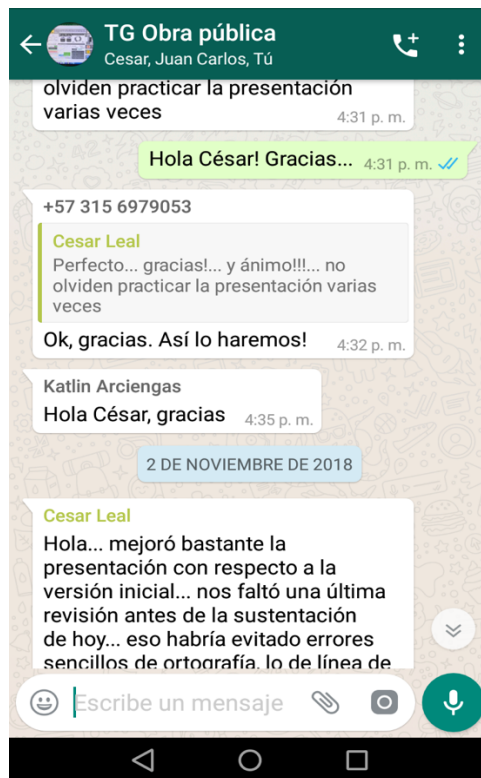 TG Obra pública
Cesar, Juan Carlos, Tú
olviden practicar la presentación
varias veces
4:31 p. m.
Hola César! Gracias... 4:31 p. m.
+57 315 6979053
Cesar Leal
Perfecto... gracias!... y ánimo!!!... no
olviden practicar la presentación varias
veces
Ok, gracias. Así lo haremos!
4:32 p. m.
Katlin Arciengas
Hola César, gracias 4:35 p. m.
2 DE NOVIEMBRE DE 2018
Cesar Leal
Hola... mejoró bastante la
presentación con respecto a la
versión inicial... nos faltó una última
revisión antes de la sustentación
de hoy... eso habría evitado errores
sencillos de ortografía, lo de línea de
Escribe un mensaje